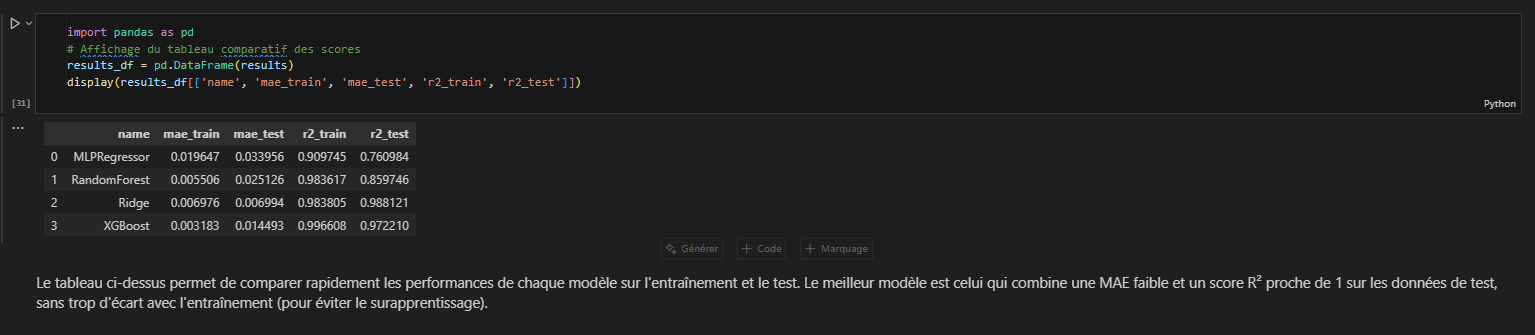 import pandas as pd
# Affichage du tableau comparatif des scores
results_df = pd.DataFrame(results)
display(results_df[['name', 'mae_train', 'mae_test', 'r2_train', 'r2_test']])
[31]
Python
...
name mae_train mae_test r2_train r2_test
0 MLPRegressor 0.019647 0.033956 0.909745 0.760984
1 RandomForest 0.005506 0.025126 0.983617 0.859746
2 Ridge 0.006976 0.006994 0.983805 0.988121
3 XGBoost 0.003183 0.014493 0.996608 0.972210
Générer + Code + Marquage
Le tableau ci-dessus permet de comparer rapidement les performances de chaque modèle sur l'entraînement et le test. Le meilleur modèle est celui qui combine une MAE faible et un score R² proche de 1 sur les données de test,
sans trop d'écart avec l'entraînement (pour éviter le surapprentissage).